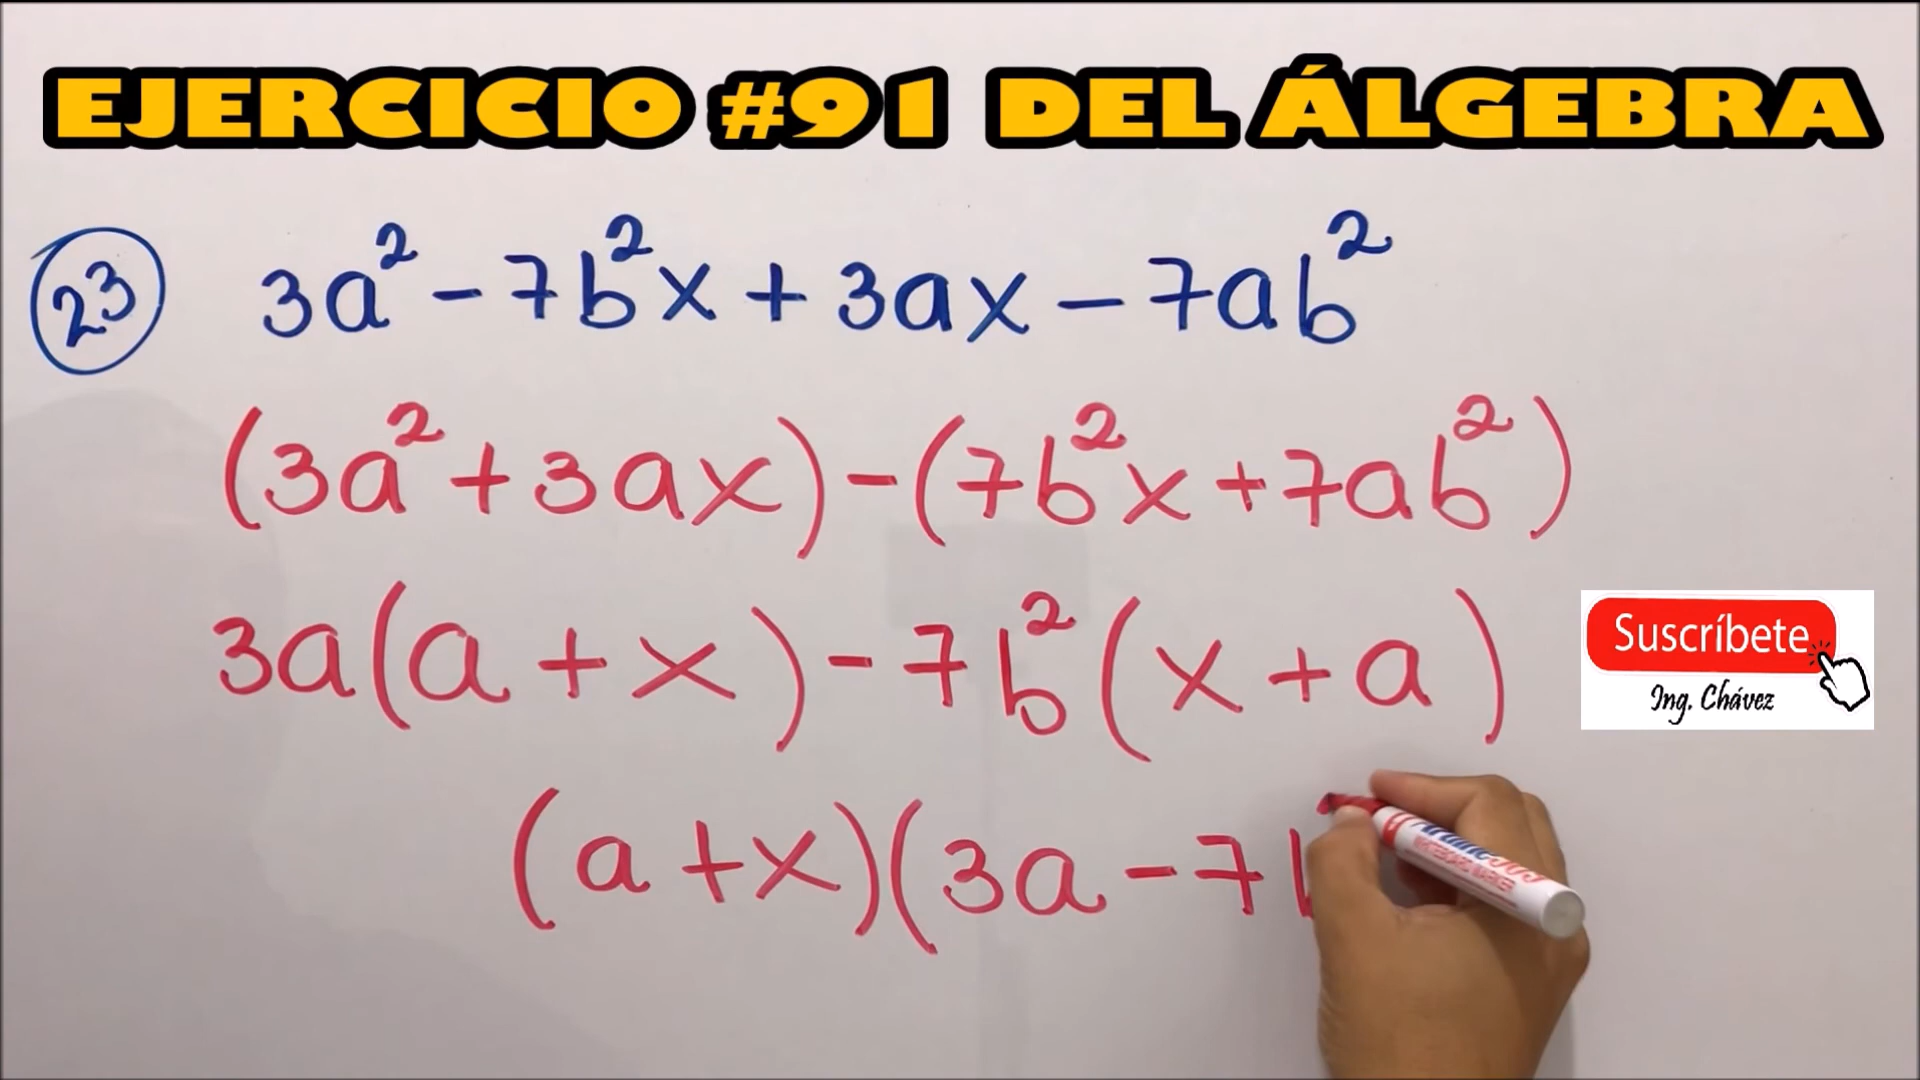 EJERCICIO #91 DEL ÁLGEBRA
23 3a² - 7b²x + 3ax - 7ab²
(3a² + 3ax) - (7b²x + 7ab²)
3a(a + x) - 7b²(x + a)
Suscríbete
Ing. Chávez
(a + x)(3a - 7b